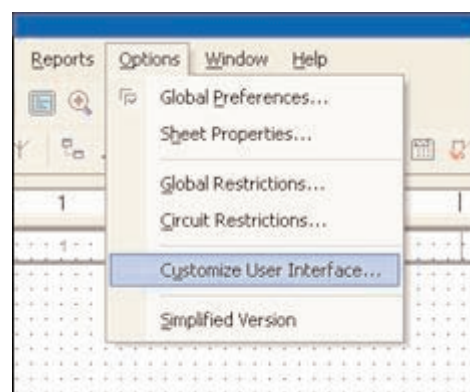 Reports Options Window Help
Global Preferences...
Sheet Properties...
Global Restrictions...
Circuit Restrictions...
Customize User Interface...
Simplified Version
1
1